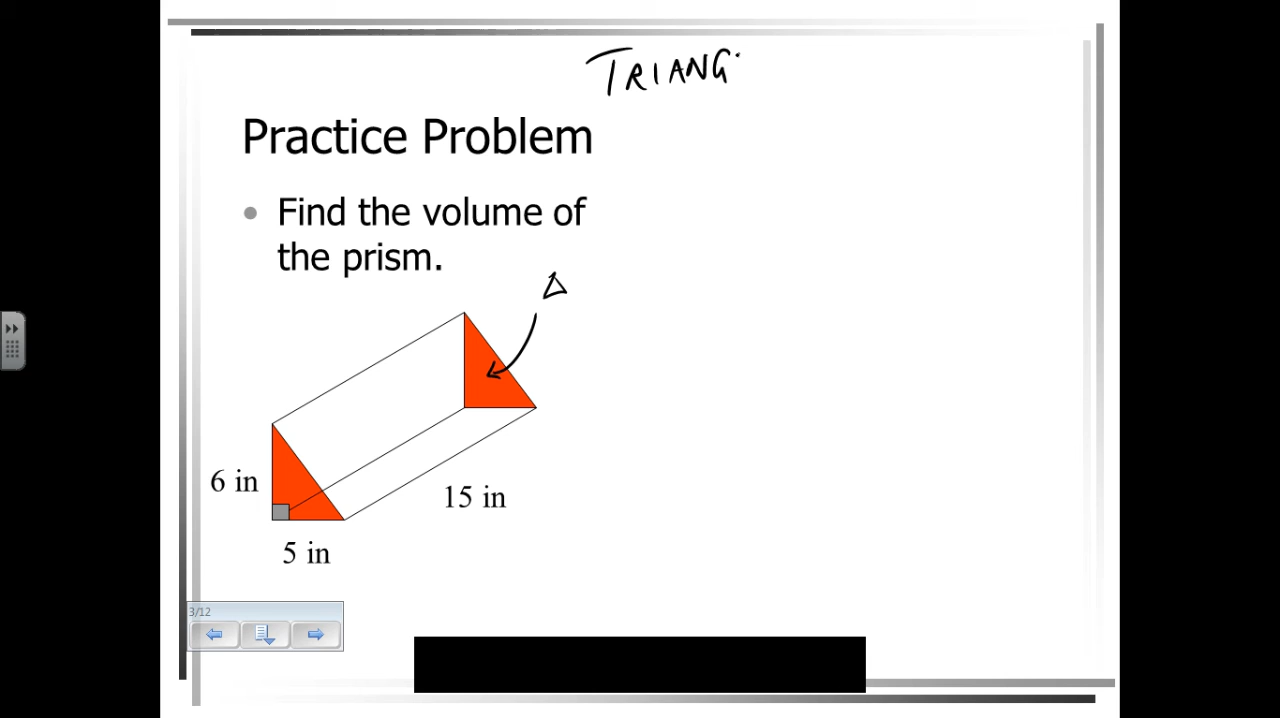 TRIANG
Practice Problem
• Find the volume of
the prism.
6 in
15 in
5 in
3/12